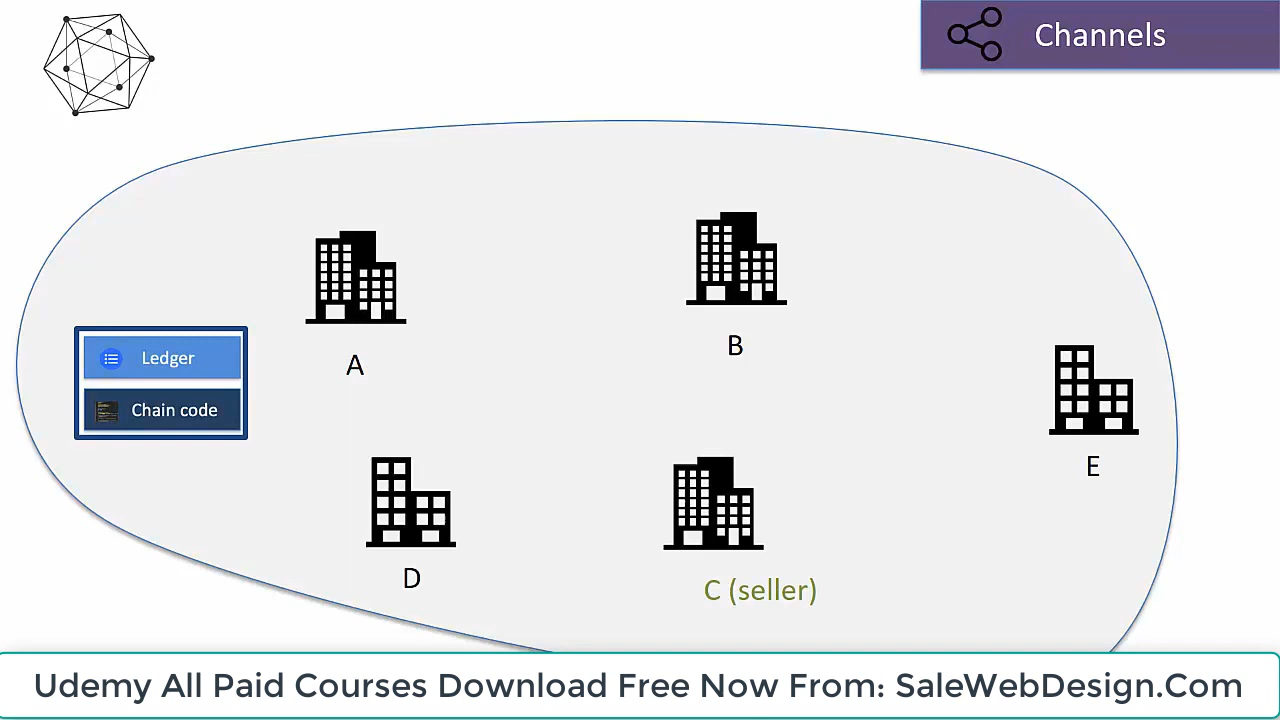 Channels
B
A
Ledger
Chain code
E
D
C (seller)
Udemy All Paid Courses Download Free Now From: SaleWebDesign.Com